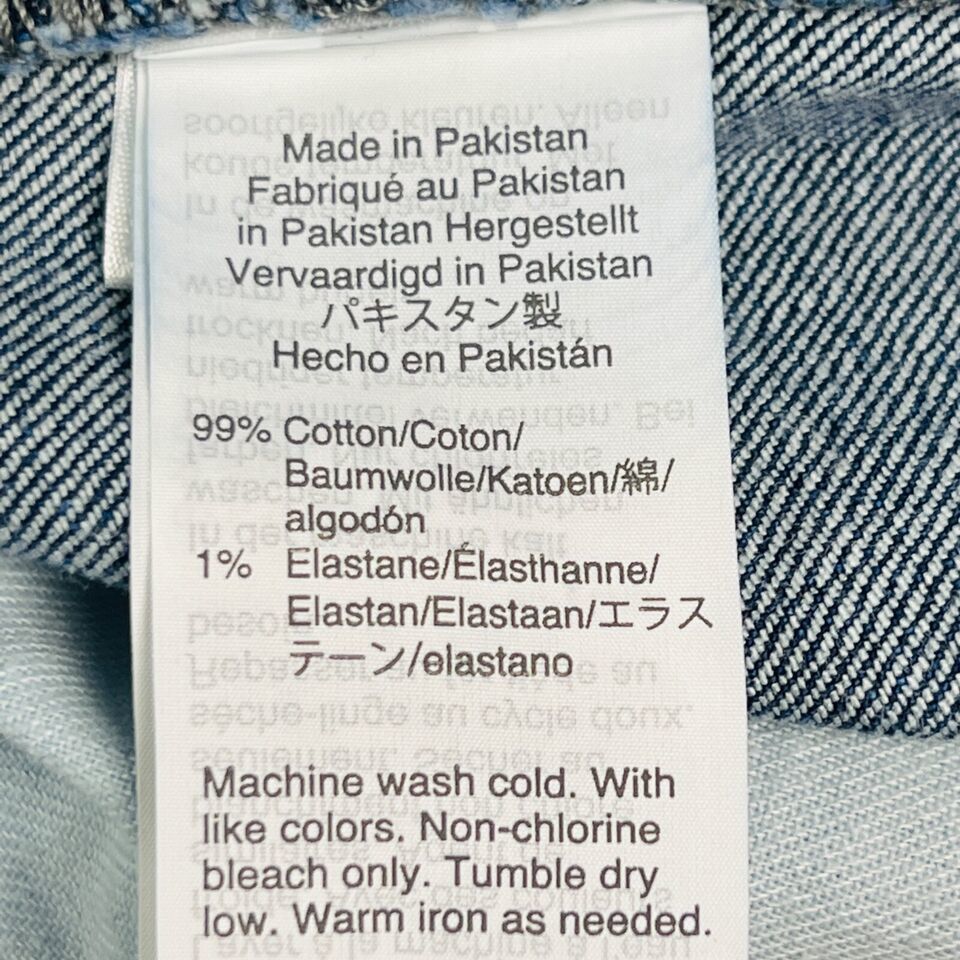 Made in Pakistan
Fabriqué au Pakistan
in Pakistan Hergestellt
Vervaardigd in Pakistan
パキスタン製
Hecho en Pakistán
99% Cotton/Coton/
Baumwolle/Katoen/綿/
algodón
1% Elastane/Élasthanne/
Elastan/Elastaan/エラス
テーン/elastano
Machine wash cold. With
like colors. Non-chlorine
bleach only. Tumble dry
low. Warm iron as needed.